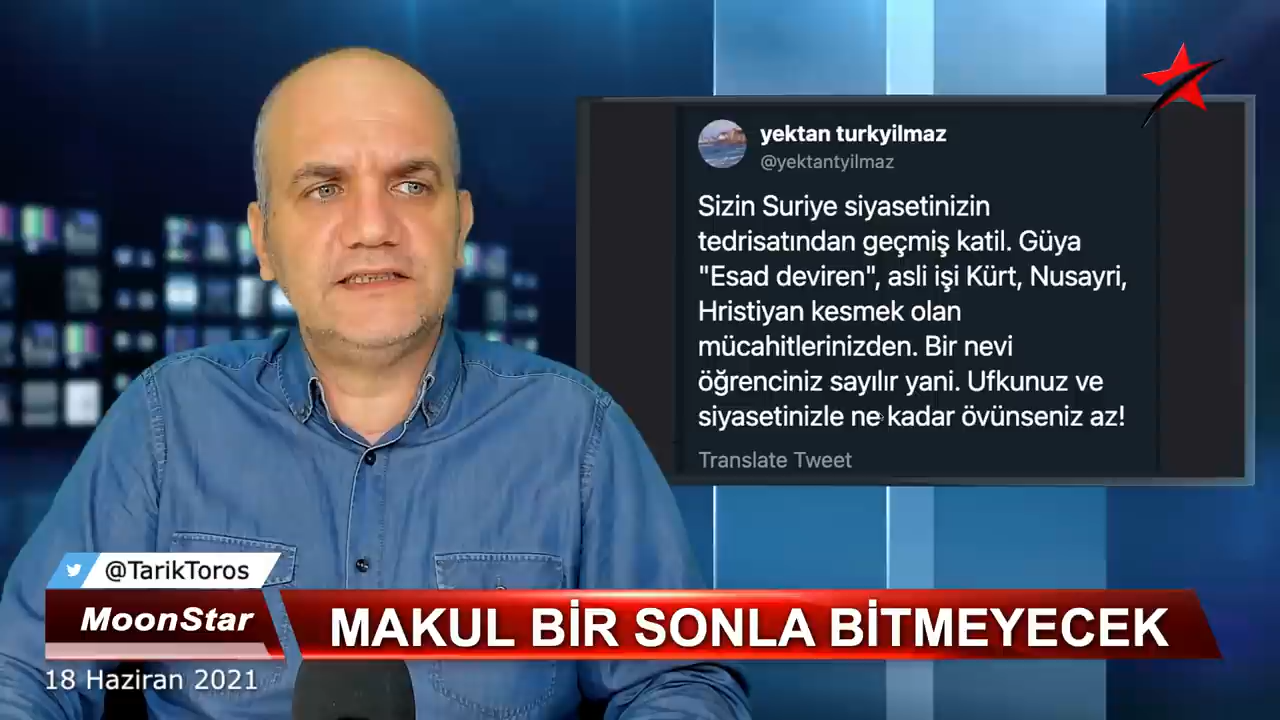 yektan turkyilmaz
@yektantyilmaz
Sizin Suriye siyasetinizin
tedrisatından geçmiş katil. Güya
"Esad deviren", asli işi Kürt, Nusayri,
Hristiyan kesmek olan
mücahitlerinizden. Bir nevi
öğrenciniz sayılır yani. Ufkunuz ve
siyasetinizle ne kadar övünseniz az!
Translate Tweet
@TarikToros
MoonStar
MAKUL BİR SONLA BİTMEYECEK
18 Haziran 2021